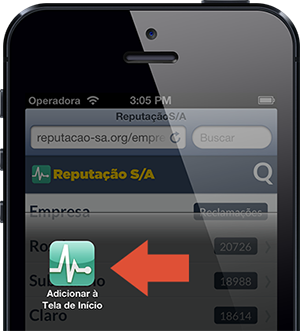 Operadora 3:05 PM
ReputaçãoS/A
reputacao-sa.org/empre Buscar
Reputação S/A
Empresa Reclamações
Ro 20726
Su 18988
Claro 18614
Adicionar à
Tela de Início